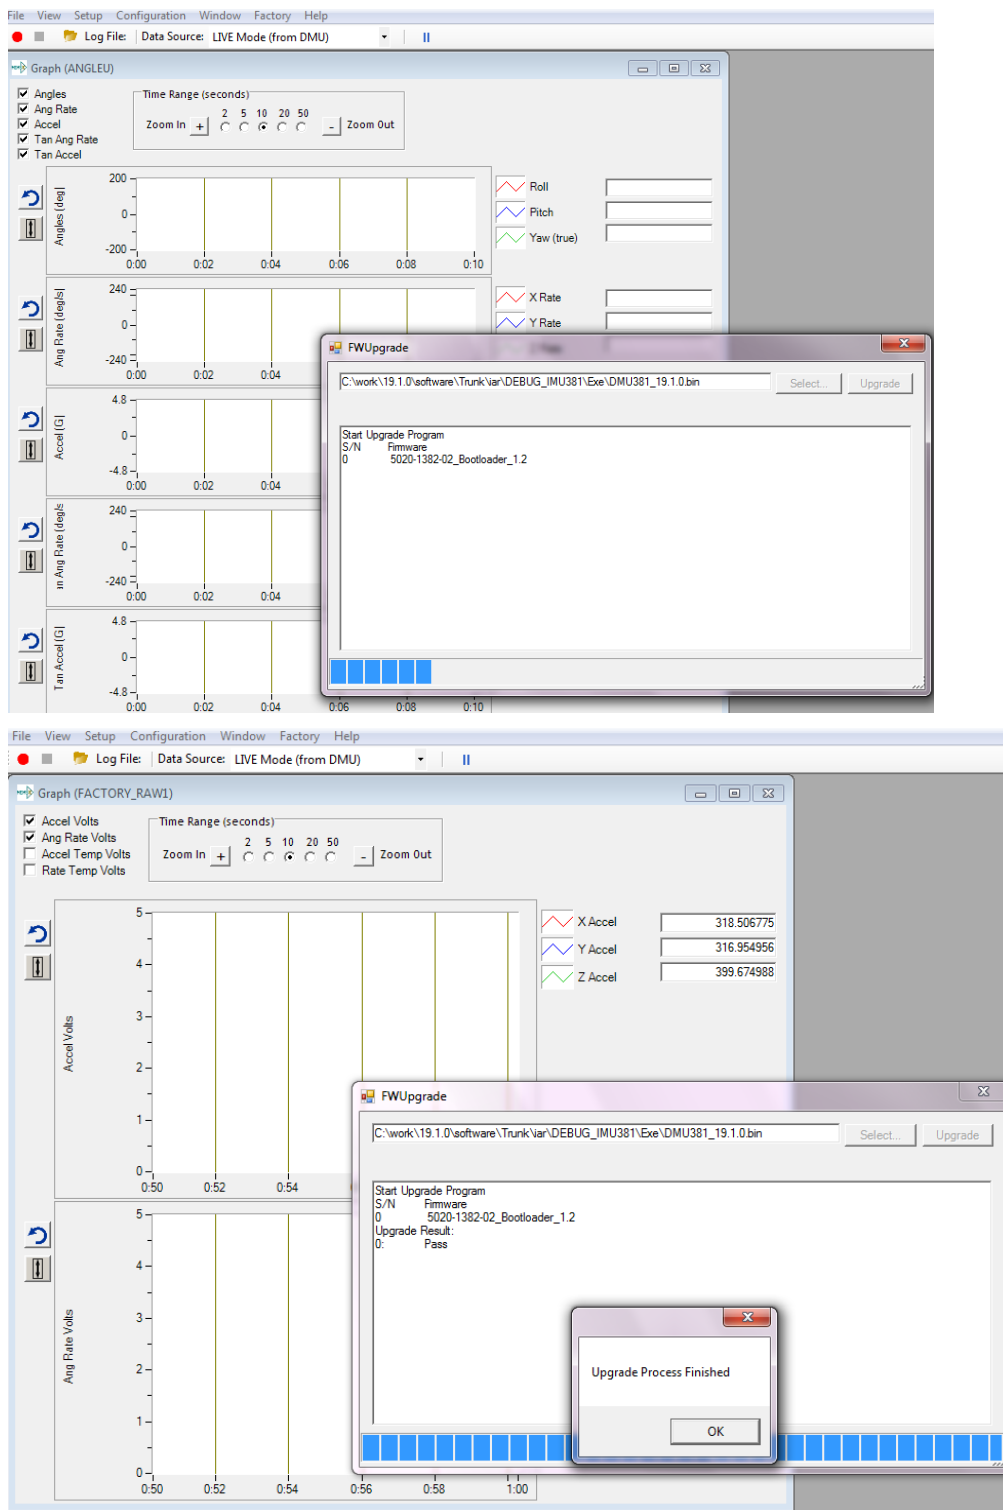 File View Setup Configuration Window Factory Help
Log File: Data Source: LIVE Mode (from DMU)
Graph (ANGLEU)
Angles
Ang Rate
Accel
Tan Ang Rate
Tan Accel
Time Range (seconds)
2 5 10 20 50
Zoom In + - Zoom Out
Angles (deg)
200
0
-200
0:00 0:02 0:04 0:06 0:08 0:10
Roll
Pitch
Yaw (true)
Ang Rate (deg/s)
240
0
-240
0:00 0:02 0:04
X Rate
Y Rate
Accel (G)
4.8
0
-4.8
0:00 0:02 0:04
an Ang Rate (deg/s
240
0
-240
0:00 0:02 0:04
Tan Accel (G)
4.8
0
-4.8
0:00 0:02 0:04 0:06 0:08 0:10
FWUpgrade
C:\work\19.1.0\software\Trunk\iar\DEBUG_IMU381\Exe\DMU381_19.1.0.bin
Select... Upgrade
Start Upgrade Program
S/N Firmware
0 5020-1382-02_Bootloader_1.2
File View Setup Configuration Window Factory Help
Log File: Data Source: LIVE Mode (from DMU)
Graph (FACTORY_RAW1)
Accel Volts
Ang Rate Volts
Accel Temp Volts
Rate Temp Volts
Time Range (seconds)
2 5 10 20 50
Zoom In + - Zoom Out
Accel Volts
5
4
3
2
1
0
0:50 0:52 0:54
X Accel 318.506775
Y Accel 316.954956
Z Accel 399.674988
Ang Rate Volts
5
4
3
2
1
0
0:50 0:52 0:54 0:56 0:58 1:00
FWUpgrade
C:\work\19.1.0\software\Trunk\iar\DEBUG_IMU381\Exe\DMU381_19.1.0.bin
Select... Upgrade
Start Upgrade Program
S/N Firmware
0 5020-1382-02_Bootloader_1.2
Upgrade Result:
0: Pass
Upgrade Process Finished
OK